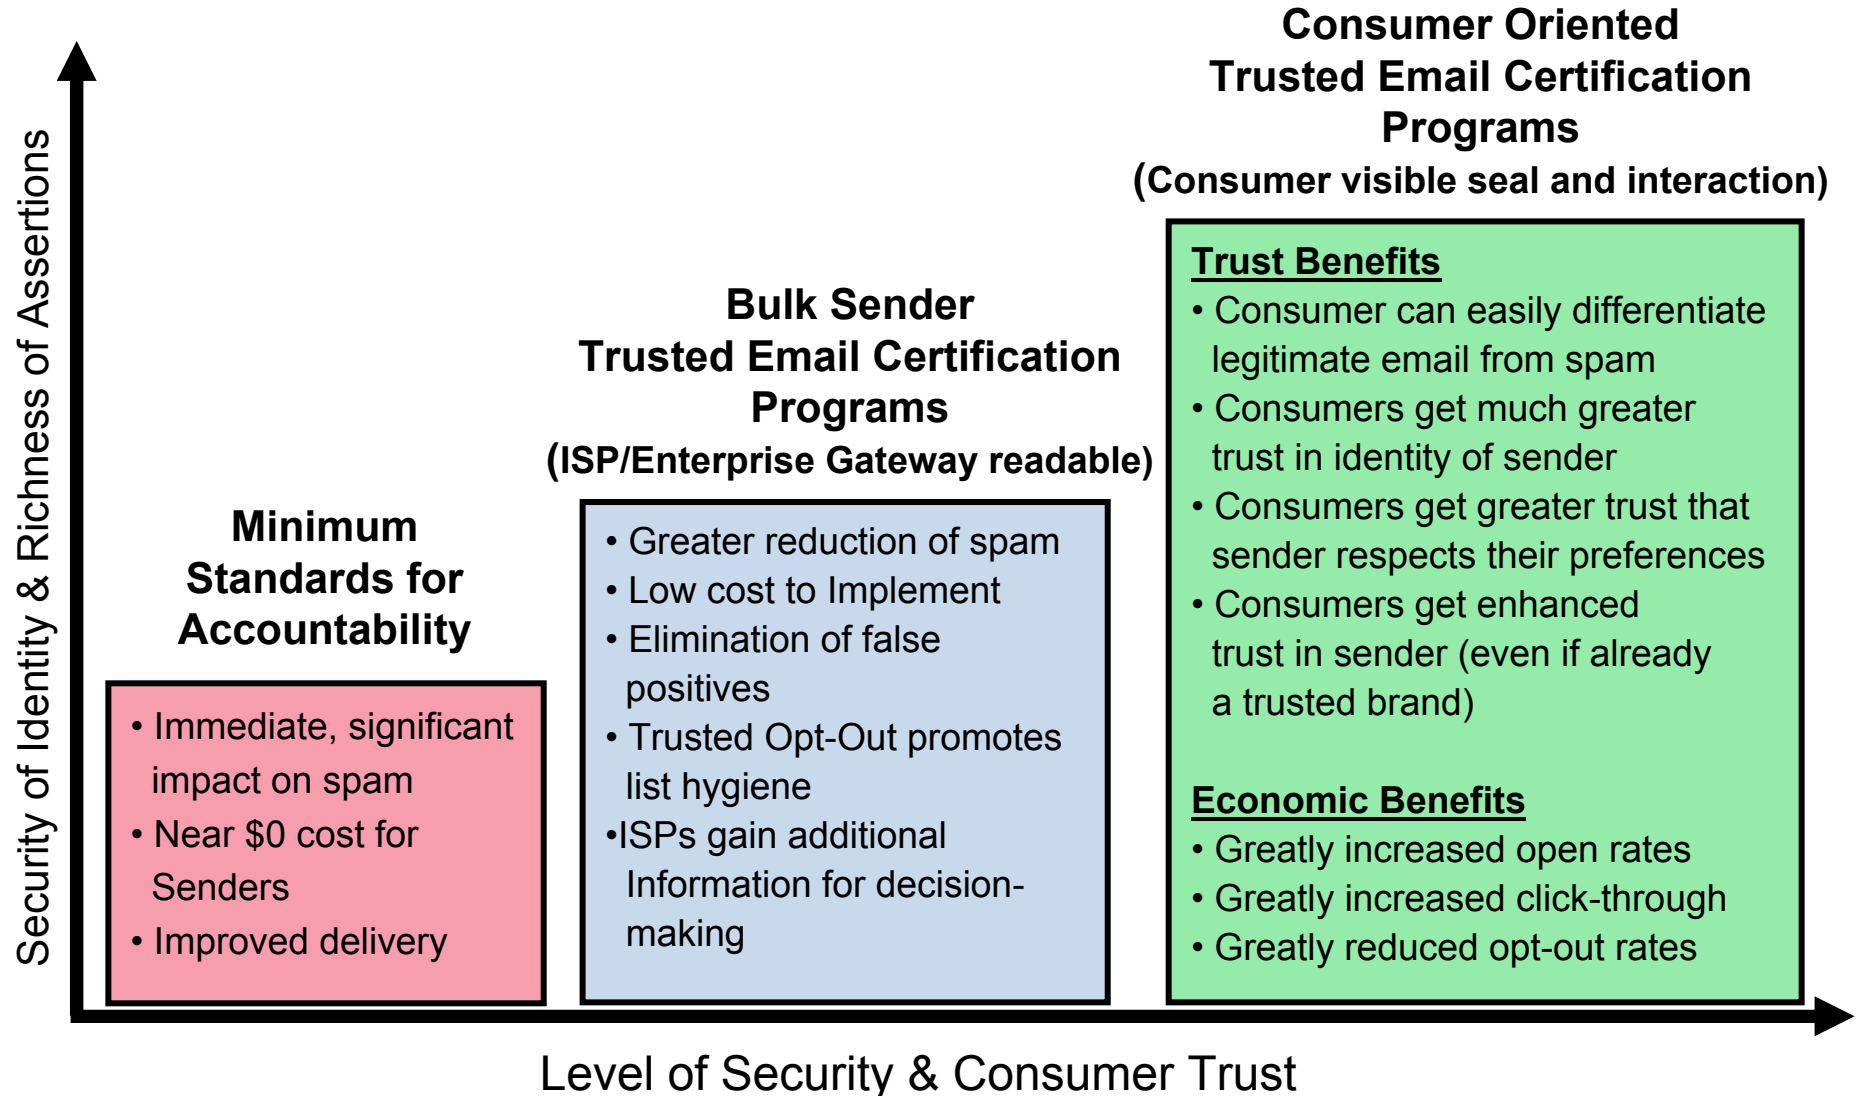 Security of Identity & Richness of Assertions
Minimum
Standards for
Accountability
• Immediate, significant
impact on spam
• Near $0 cost for
Senders
• Improved delivery
Bulk Sender
Trusted Email Certification
Programs
(ISP/Enterprise Gateway readable)
• Greater reduction of spam
• Low cost to Implement
• Elimination of false
positives
• Trusted Opt-Out promotes
list hygiene
•ISPs gain additional
Information for decision-
making
Consumer Oriented
Trusted Email Certification
Programs
(Consumer visible seal and interaction)
Trust Benefits
• Consumer can easily differentiate
legitimate email from spam
• Consumers get much greater
trust in identity of sender
• Consumers get greater trust that
sender respects their preferences
• Consumers get enhanced
trust in sender (even if already
a trusted brand)
Economic Benefits
• Greatly increased open rates
• Greatly increased click-through
• Greatly reduced opt-out rates
Level of Security & Consumer Trust